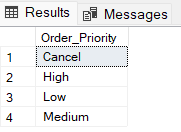 Results Messages
Order_Priority
1 Cancel
2 High
3 Low
4 Medium